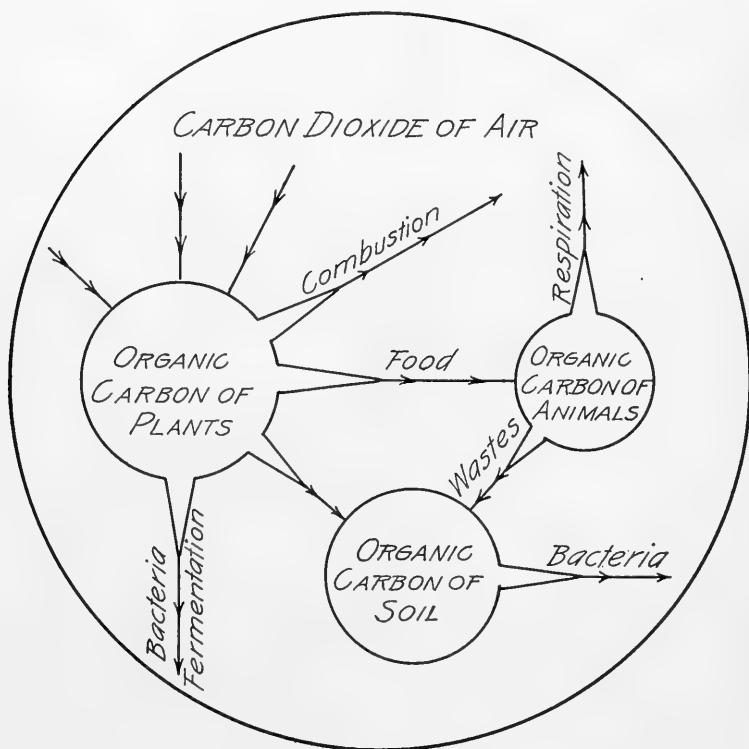 CARBON DIOXIDE OF AIR
Combustion
Respiration
ORGANIC
CARBON OF
PLANTS
Food
ORGANIC
CARBON OF
ANIMALS
Wastes
ORGANIC
CARBON OF
SOIL
Bacteria
Bacteria
Fermentation